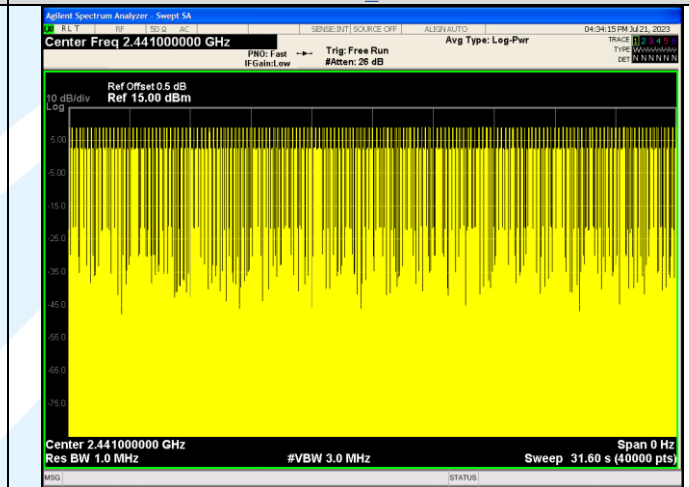 Agilent Spectrum Analyzer - Swept SA
RLT RF 50 Ω AC SENSE:INT SOURCE OFF ALIGNAUTO 04:34:15 PM Jul 21, 2023
Center Freq 2.441000000 GHz
PNO: Fast
IFGain:Low
Trig: Free Run
#Atten: 26 dB
Avg Type: Log-Pwr
TRACE 1 2 3 4 5
TYPE
DET N N N N N N
Ref Offset 0.5 dB
10 dB/div Ref 15.00 dBm
Log
5.00
-5.00
-15.0
-25.0
-35.0
-45.0
-55.0
-65.0
-75.0
Center 2.441000000 GHz Span 0 Hz
Res BW 1.0 MHz #VBW 3.0 MHz Sweep 31.60 s (40000 pts)
MSG STATUS